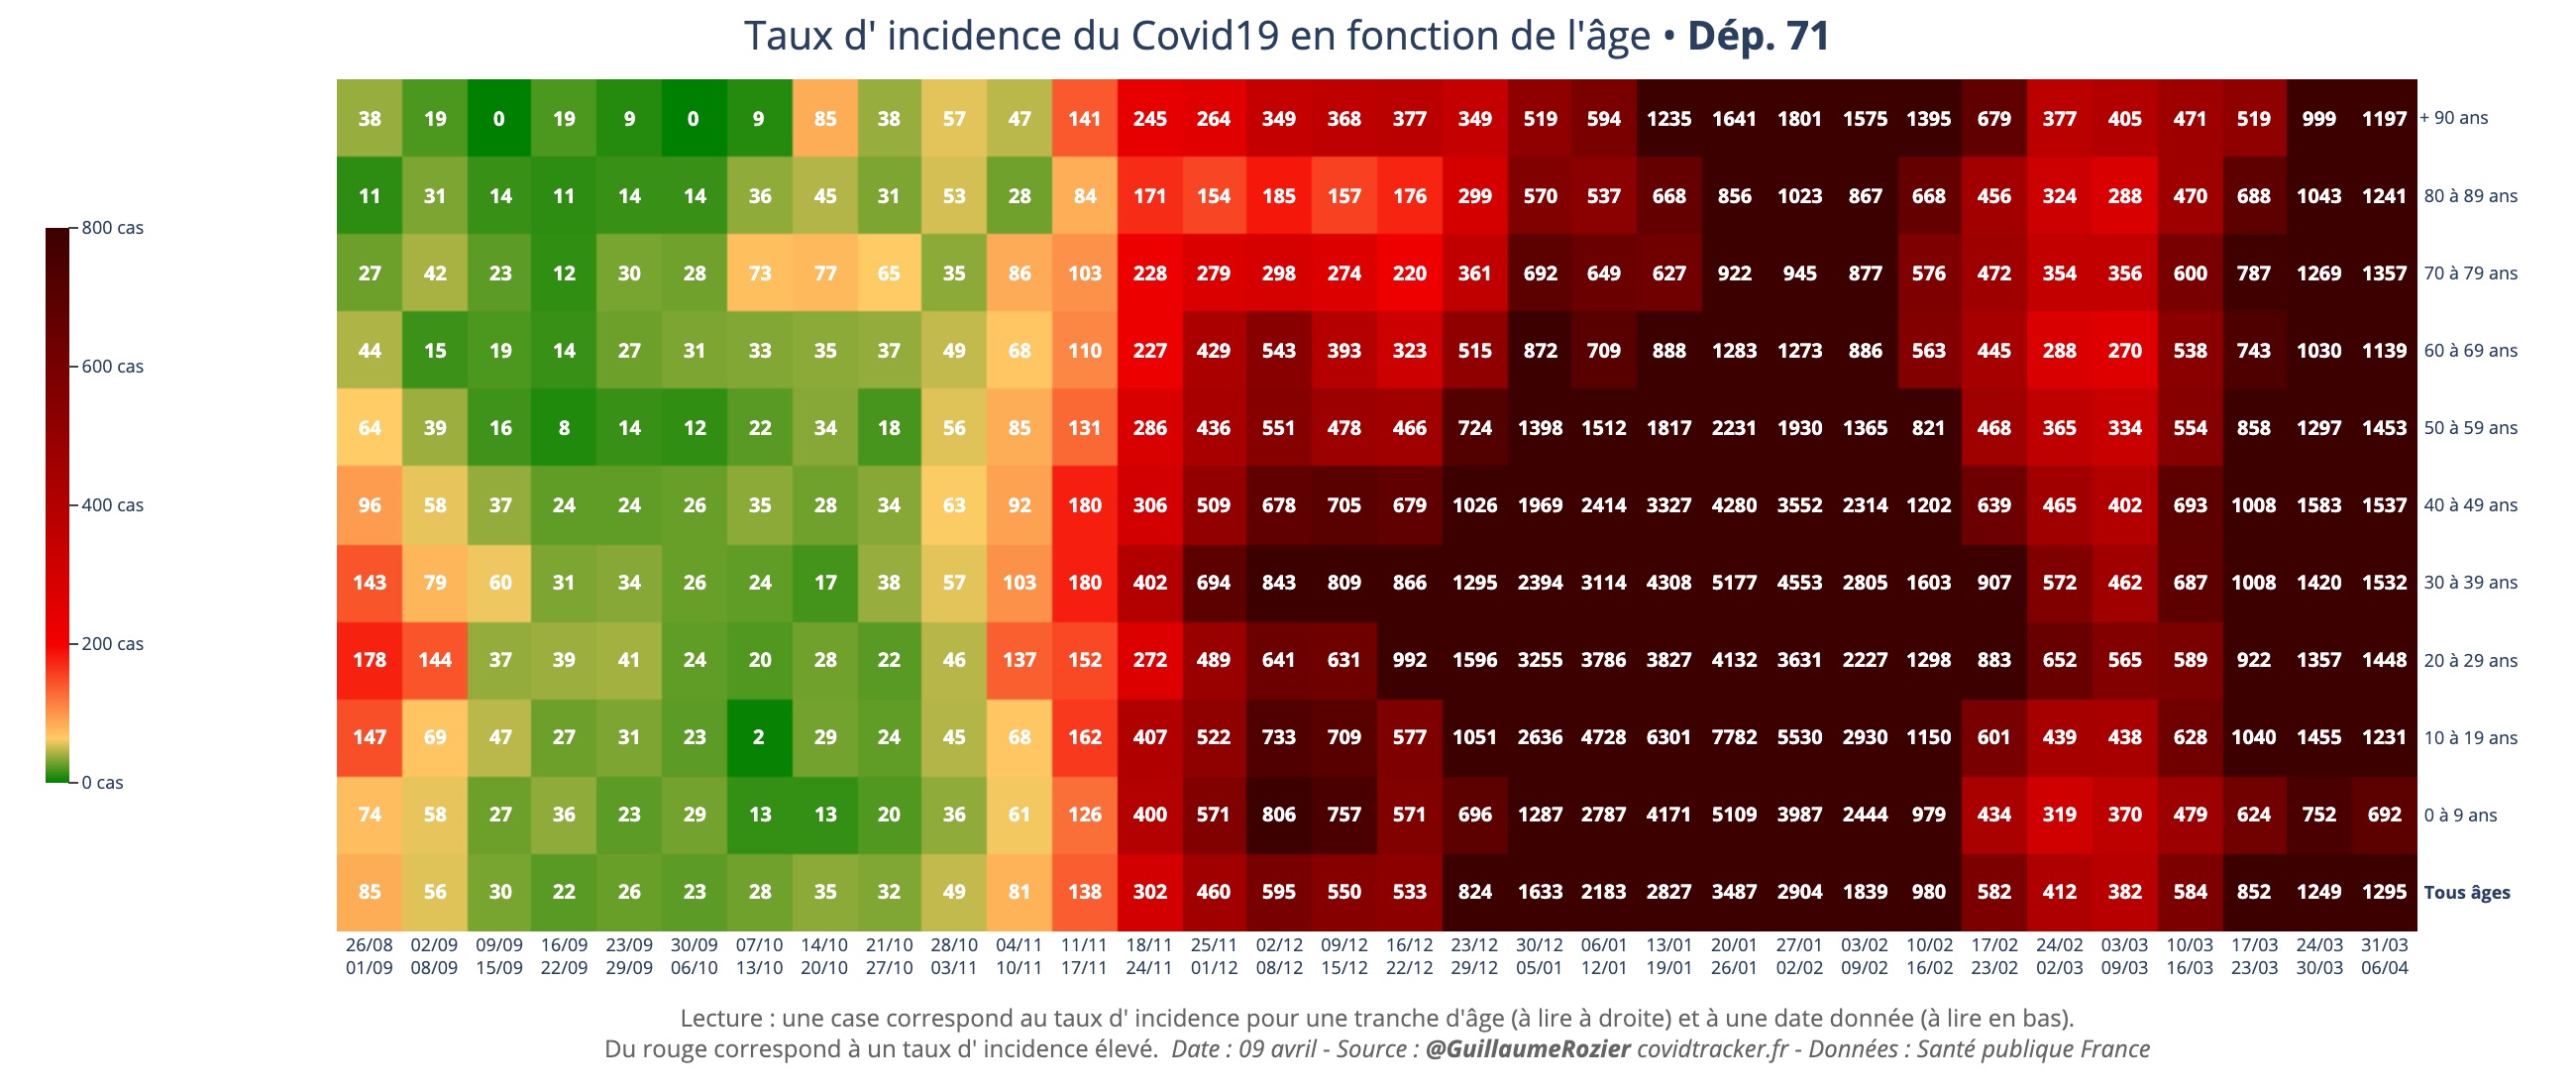 Taux d' incidence du Covid19 en fonction de l'âge • Dép. 71
800 cas
600 cas
400 cas
200 cas
0 cas
38 19 0 19 9 0 9 85 38 57 47 141 245 264 349 368 377 349 519 594 1235 1641 1801 1575 1395 679 377 405 471 519 999 1197 + 90 ans
11 31 14 11 14 14 36 45 31 53 28 84 171 154 185 157 176 299 570 537 668 856 1023 867 668 456 324 288 470 688 1043 1241 80 à 89 ans
27 42 23 12 30 28 73 77 65 35 86 103 228 279 298 274 220 361 692 649 627 922 945 877 576 472 354 356 600 787 1269 1357 70 à 79 ans
44 15 19 14 27 31 33 35 37 49 68 110 227 429 543 393 323 515 872 709 888 1283 1273 886 563 445 288 270 538 743 1030 1139 60 à 69 ans
64 39 16 8 14 12 22 34 18 56 85 131 286 436 551 478 466 724 1398 1512 1817 2231 1930 1365 821 468 365 334 554 858 1297 1453 50 à 59 ans
96 58 37 24 24 26 35 28 34 63 92 180 306 509 678 705 679 1026 1969 2414 3327 4280 3552 2314 1202 639 465 402 693 1008 1583 1537 40 à 49 ans
143 79 60 31 34 26 24 17 38 57 103 180 402 694 843 809 866 1295 2394 3114 4308 5177 4553 2805 1603 907 572 462 687 1008 1420 1532 30 à 39 ans
178 144 37 39 41 24 20 28 22 46 137 152 272 489 641 631 992 1596 3255 3786 3827 4132 3631 2227 1298 883 652 565 589 922 1357 1448 20 à 29 ans
147 69 47 27 31 23 2 29 24 45 68 162 407 522 733 709 577 1051 2636 4728 6301 7782 5530 2930 1150 601 439 438 628 1040 1455 1231 10 à 19 ans
74 58 27 36 23 29 13 13 20 36 61 126 400 571 806 757 571 696 1287 2787 4171 5109 3987 2444 979 434 319 370 479 624 752 692 0 à 9 ans
85 56 30 22 26 23 28 35 32 49 81 138 302 460 595 550 533 824 1633 2183 2827 3487 2904 1839 980 582 412 382 584 852 1249 1295 Tous âges
26/08 02/09 09/09 16/09 23/09 30/09 07/10 14/10 21/10 28/10 04/11 11/11 18/11 25/11 02/12 09/12 16/12 23/12 30/12 06/01 13/01 20/01 27/01 03/02 10/02 17/02 24/02 03/03 10/03 17/03 24/03 31/03
01/09 08/09 15/09 22/09 29/09 06/10 13/10 20/10 27/10 03/11 10/11 17/11 24/11 01/12 08/12 15/12 22/12 29/12 05/01 12/01 19/01 26/01 02/02 09/02 16/02 23/02 02/03 09/03 16/03 23/03 30/03 06/04
Lecture : une case correspond au taux d' incidence pour une tranche d'âge (à lire à droite) et à une date donnée (à lire en bas).
Du rouge correspond à un taux d' incidence élevé. Date : 09 avril - Source : @GuillaumeRozier covidtracker.fr - Données : Santé publique France